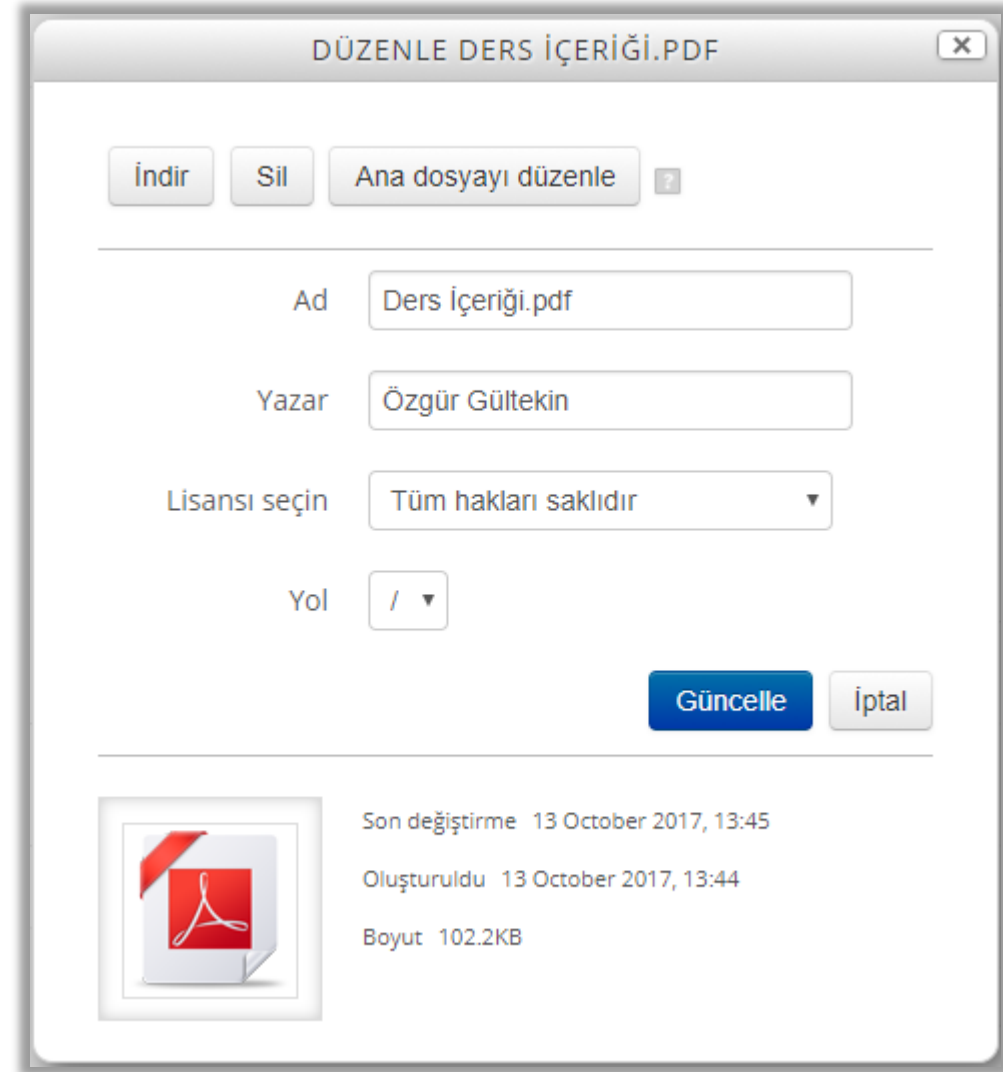 DÜZENLE DERS İÇERİĞİ.PDF
İndir Sil Ana dosyayı düzenle ?
Ad Ders İçeriği.pdf
Yazar Özgür Gültekin
Lisansı seçin Tüm hakları saklıdır
Yol /
Güncelle İptal
Son değiştirme 13 October 2017, 13:45
Oluşturuldu 13 October 2017, 13:44
Boyut 102.2KB